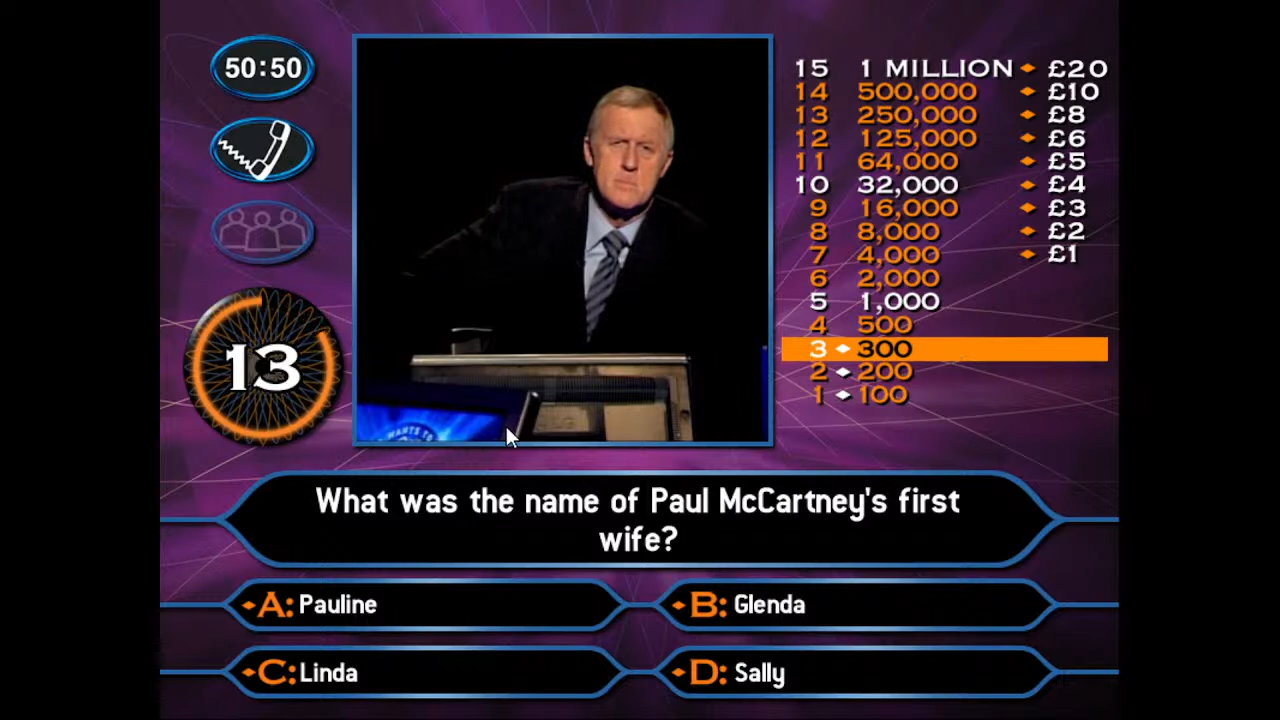 50:50
15 1 MILLION £20
14 500,000 £10
13 250,000 £8
12 125,000 £6
11 64,000 £5
10 32,000 £4
9 16,000 £3
8 8,000 £2
7 4,000 £1
6 2,000
5 1,000
4 500
3 300
2 200
1 100
13
WANTS TO
What was the name of Paul McCartney's first
wife?
A: Pauline
B: Glenda
C: Linda
D: Sally